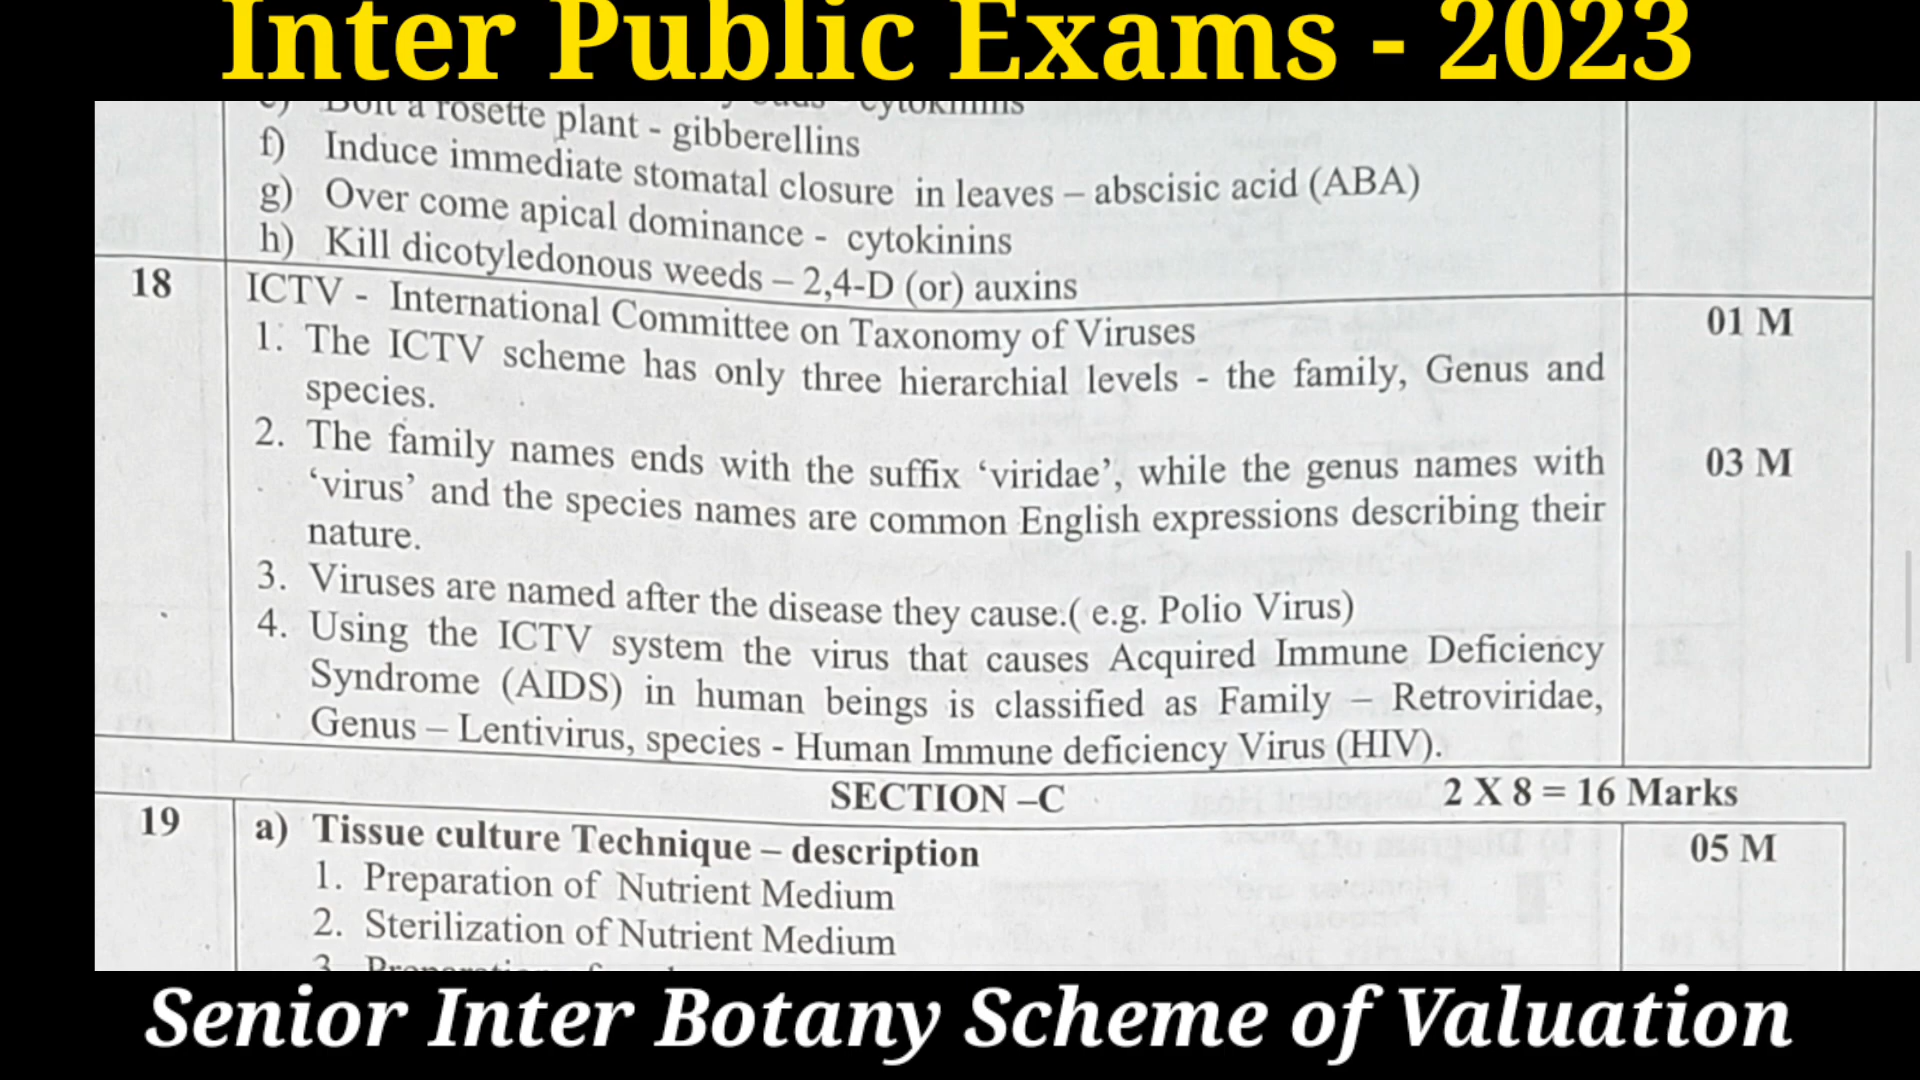 Inter Public Exams - 2023
e) Bolt a rosette plant - gibberellins
cytokinins
f) Induce immediate stomatal closure in leaves – abscisic acid (ABA)
g) Over come apical dominance - cytokinins
h) Kill dicotyledonous weeds – 2,4-D (or) auxins
18 ICTV - International Committee on Taxonomy of Viruses 01 M
1. The ICTV scheme has only three hierarchial levels - the family, Genus and
species.
2. The family names ends with the suffix ‘viridae’, while the genus names with 03 M
‘virus’ and the species names are common English expressions describing their
nature.
3. Viruses are named after the disease they cause.( e.g. Polio Virus)
4. Using the ICTV system the virus that causes Acquired Immune Deficiency
Syndrome (AIDS) in human beings is classified as Family – Retroviridae,
Genus – Lentivirus, species - Human Immune deficiency Virus (HIV).
SECTION –C 2 X 8 = 16 Marks
19 a) Tissue culture Technique – description 05 M
1. Preparation of Nutrient Medium
2. Sterilization of Nutrient Medium
3
Senior Inter Botany Scheme of Valuation